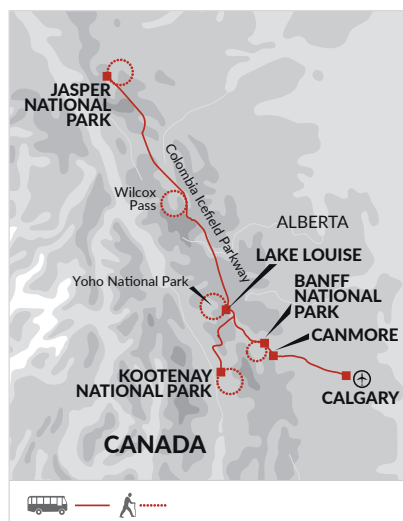 JASPER
NATIONAL
PARK
Colombia Icefield Parkway
Wilcox
Pass
ALBERTA
LAKE LOUISE
Yoho National Park
BANFF
NATIONAL
PARK
CANMORE
KOOTENAY
NATIONAL PARK
CALGARY
CANADA